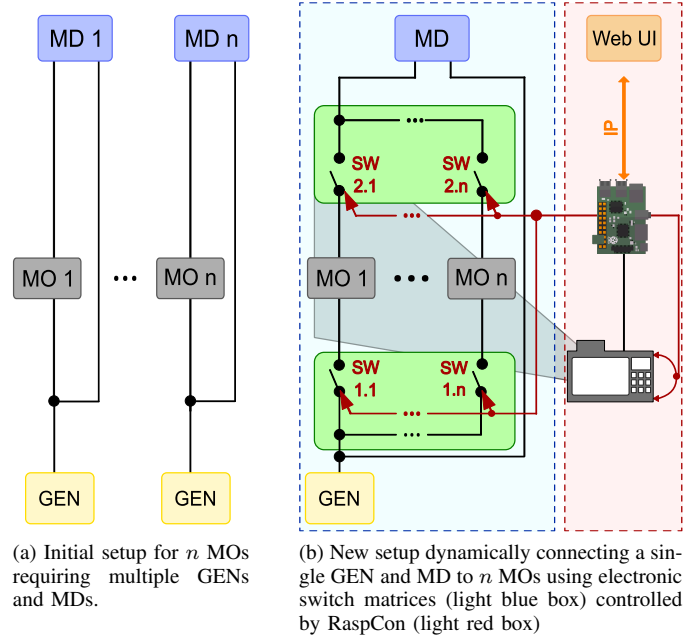 MD 1
MD n
MO 1
...
MO n
GEN
GEN
(a) Initial setup for n MOs
requiring multiple GENs
and MDs.
MD
Web UI
IP
...
SW
2.1
SW
2.n
...
MO 1
...
MO n
SW
1.1
SW
1.n
...
...
GEN
(b) New setup dynamically connecting a sin-
gle GEN and MD to n MOs using electronic
switch matrices (light blue box) controlled
by RaspCon (light red box)